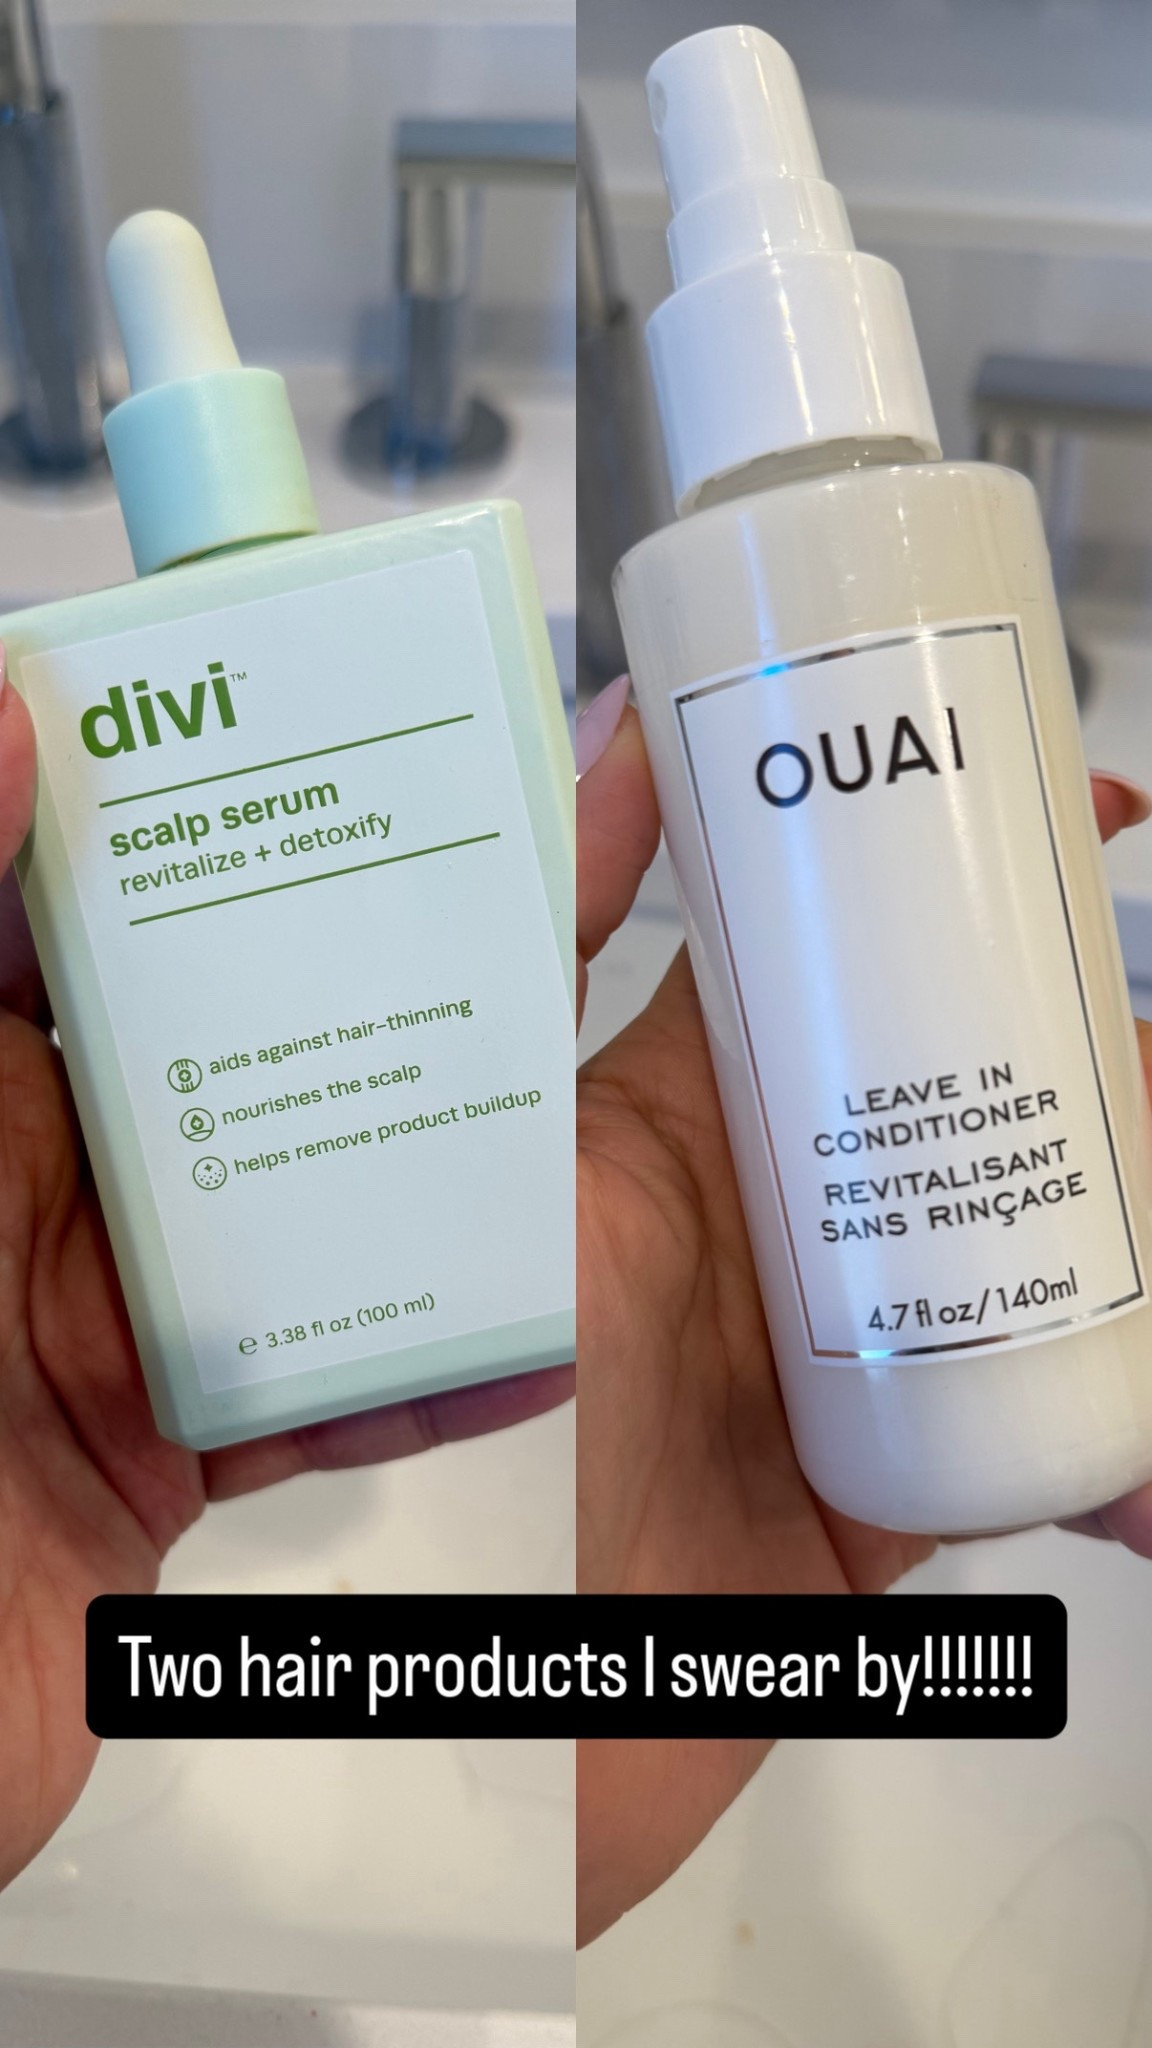 divi™
scalp serum
revitalize + detoxify
aids against hair-thinning
nourishes the scalp
helps remove product buildup
℮ 3.38 fl oz (100 ml)
OUAI
LEAVE IN
CONDITIONER
REVITALISANT
SANS RINÇAGE
4.7 fl oz/140ml
Two hair products I swear by!!!!!!!